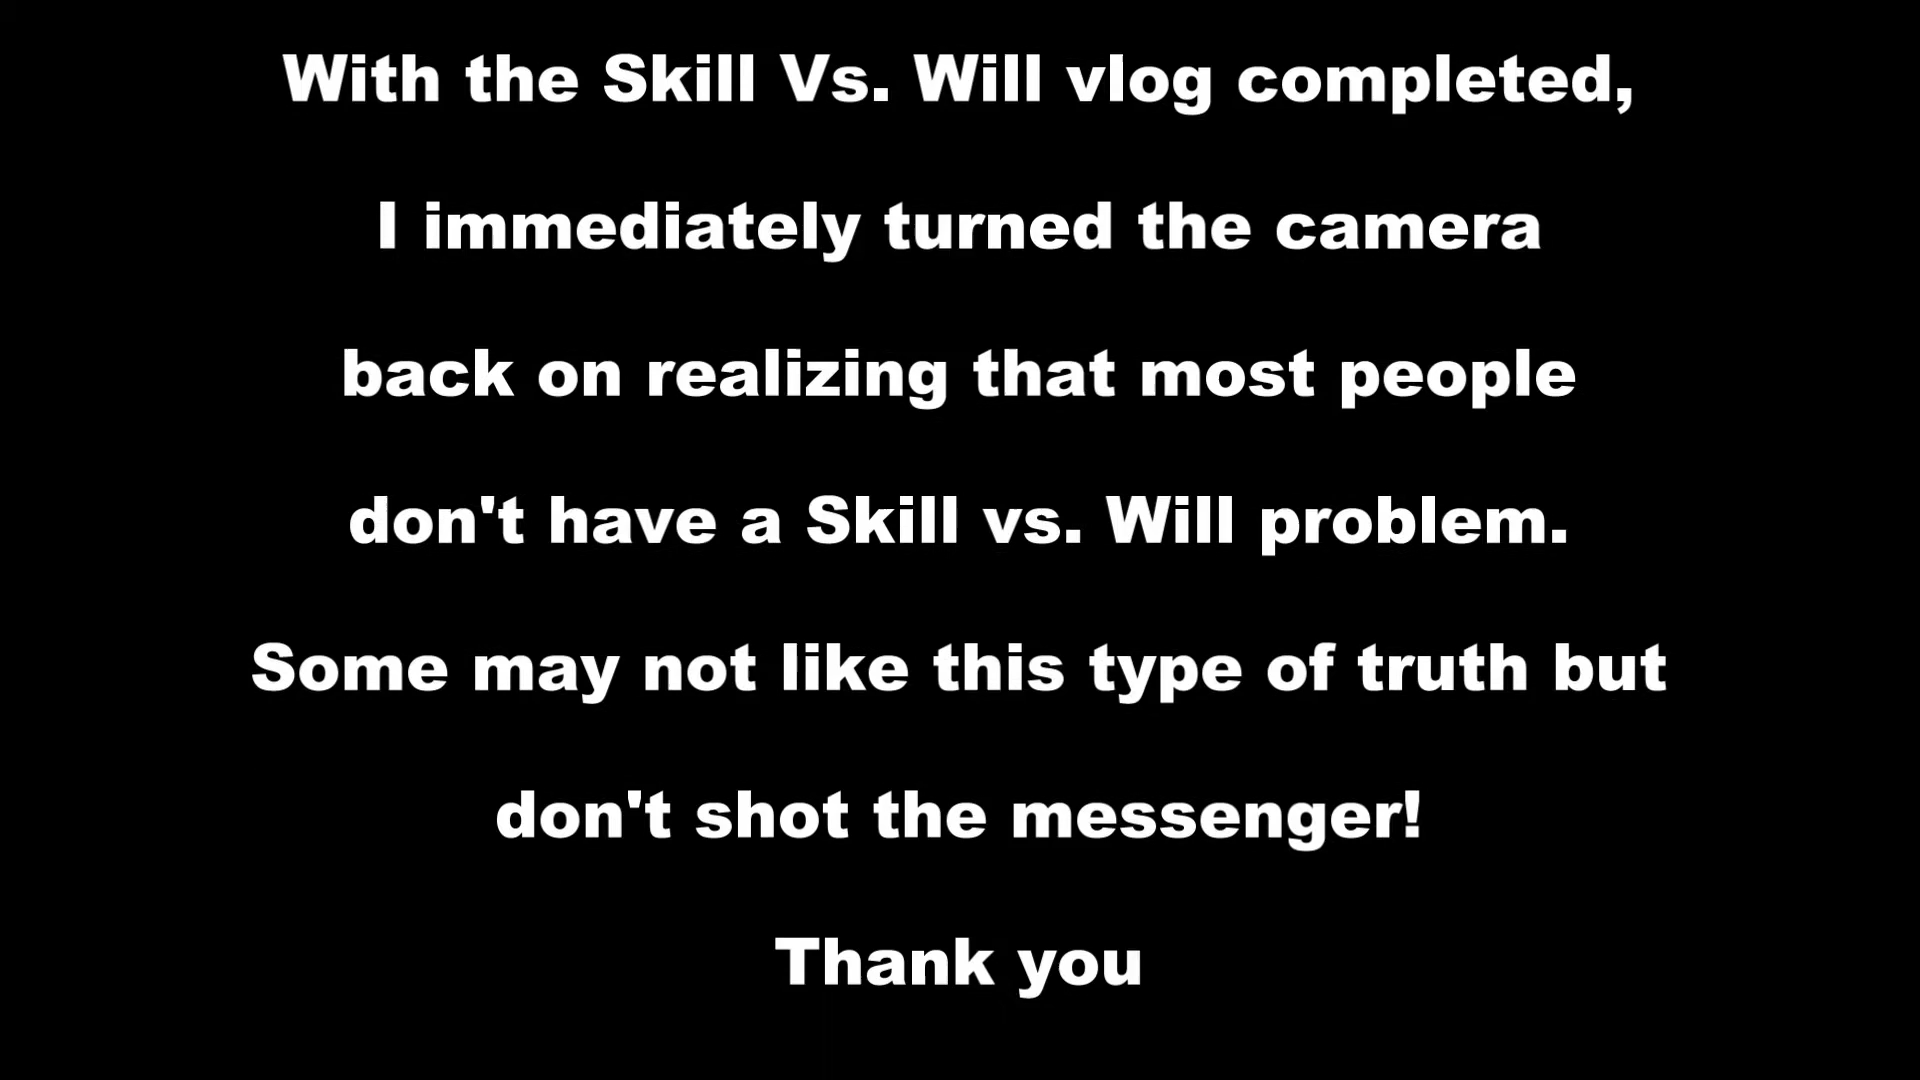 With the Skill Vs. Will vlog completed,
I immediately turned the camera
back on realizing that most people
don't have a Skill vs. Will problem.
Some may not like this type of truth but
don't shot the messenger!
Thank you